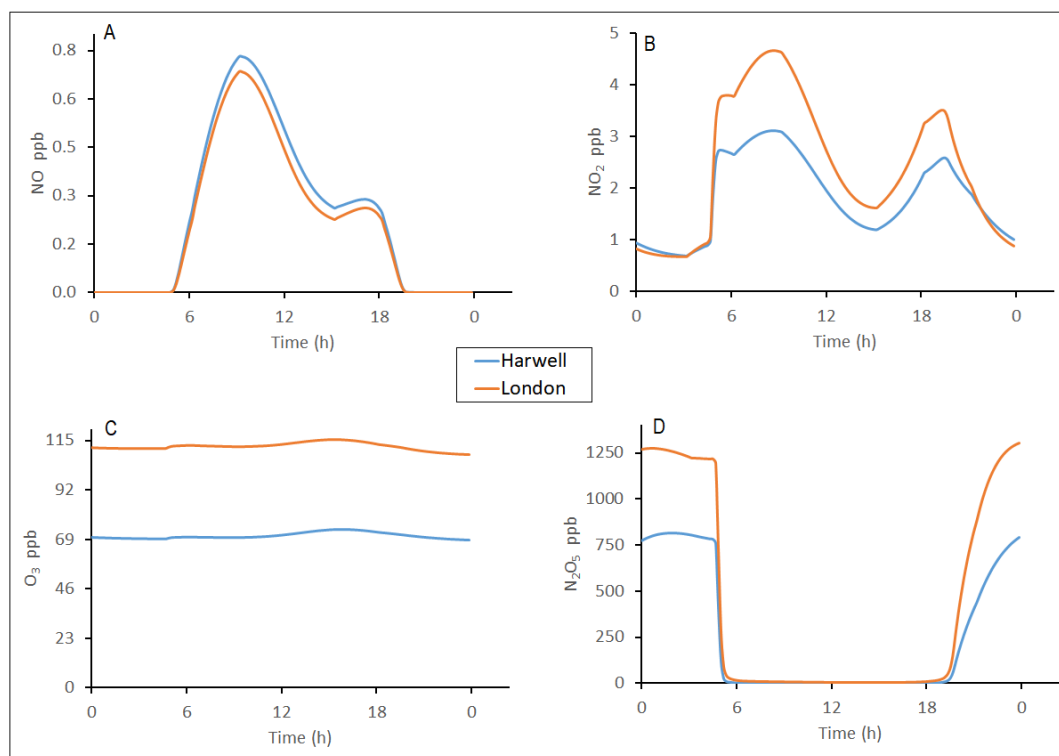 A
0.8
0.6
0.5
0.3
0.2
0.0
NO ppb
0 6 12 18 0
Time (h)
B
5
4
3
2
1
0
NO₂ ppb
0 6 12 18 0
Time (h)
Harwell
London
C
115
92
69
46
23
0
O₃ ppb
0 6 12 18 0
Time (h)
D
1250
1000
750
500
250
0
N₂O₅ ppb
0 6 12 18 0
Time (h)